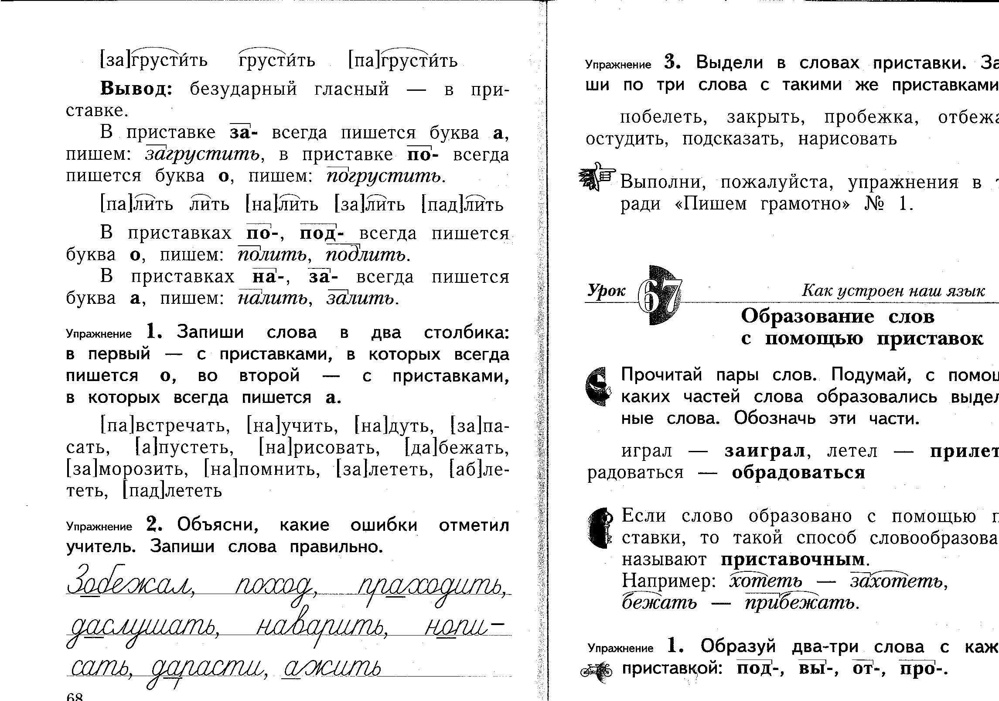 [за]грусти́ть грусти́ть [па]грусти́ть
Вывод: безударный гласный — в при-
ставке.
В приставке за- всегда пишется буква а,
пишем: загрустить, в приставке по- всегда
пишется буква о, пишем: погрустить.
[па]лить лить [на]лить [за]лить [пад]лить
В приставках по-, под- всегда пишется
буква о, пишем: полить, подлить.
В приставках на-, за- всегда пишется
буква а, пишем: налить, залить.
Упражнение 1. Запиши слова в два столбика:
в первый — с приставками, в которых всегда
пишется о, во второй — с приставками,
в которых всегда пишется а.
[па]встречать, [на]учить, [на]дуть, [за]па-
сать, [а]пустеть, [на]рисовать, [да]бежать,
[за]морозить, [на]помнить, [за]лететь, [аб]ле-
теть, [пад]лететь
Упражнение 2. Объясни, какие ошибки отметил
учитель. Запиши слова правильно.
Зобежал, поход, праходить,
даслушать, наварить, нопи-
сать, дарасти, ажить
68
Упражнение 3. Выдели в словах приставки. За
ши по три слова с такими же приставками
побелеть, закрыть, пробежка, отбежа
остудить, подсказать, нарисовать
Выполни, пожалуйста, упражнения в т
ради «Пишем грамотно» № 1.
Урок 67 Как устроен наш язык
Образование слов
с помощью приставок
Прочитай пары слов. Подумай, с помощ
каких частей слова образовались выдел
ные слова. Обозначь эти части.
играл — заиграл, летел — прилет
радоваться — обрадоваться
Если слово образовано с помощью п
ставки, то такой способ словообразова
называют приставочным.
Например: хотеть — захотеть,
бежать — прибежать.
Упражнение 1. Образуй два-три слова с каж
приставкой: под-, вы-, от-, про-.